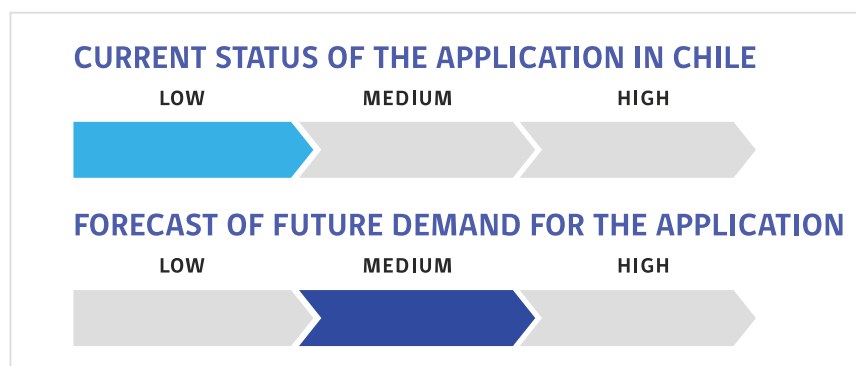 CURRENT STATUS OF THE APPLICATION IN CHILE
LOW MEDIUM HIGH
FORECAST OF FUTURE DEMAND FOR THE APPLICATION
LOW MEDIUM HIGH